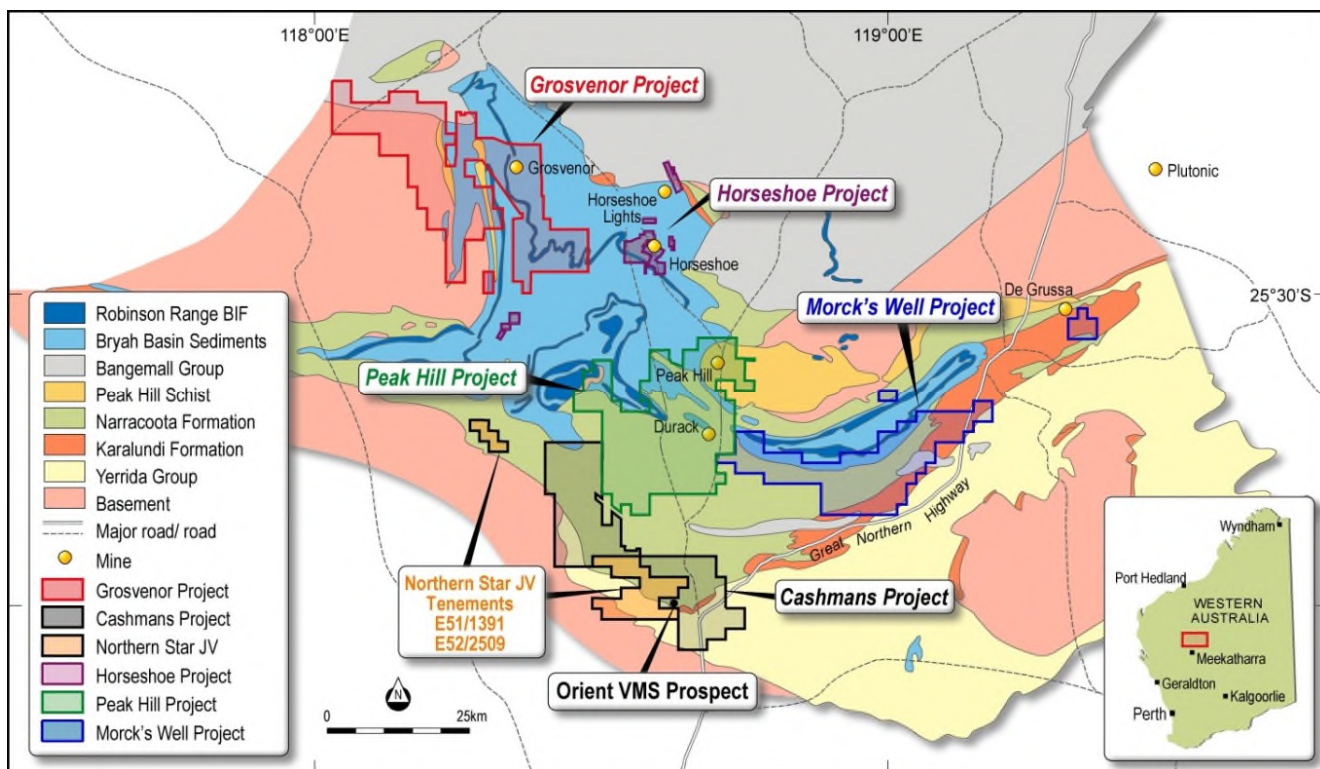 118°00'E
119°00'E
Grosvenor Project
Grosvenor
Plutonic
Horseshoe
Lights
Horseshoe Project
Horseshoe
De Grussa
25°30'S
Morck's Well Project
Peak Hill
Peak Hill Project
Durack
Great Northern Highway
Robinson Range BIF
Bryah Basin Sediments
Bangemall Group
Peak Hill Schist
Narracoota Formation
Karalundi Formation
Yerrida Group
Basement
Major road/ road
Mine
Grosvenor Project
Cashmans Project
Northern Star JV
Horseshoe Project
Peak Hill Project
Morck's Well Project
Northern Star JV
Tenements
E51/1391
E52/2509
Cashmans Project
Orient VMS Prospect
N
0
25km
Wyndham
Port Hedland
WESTERN
AUSTRALIA
Meekatharra
Geraldton
Kalgoorlie
Perth